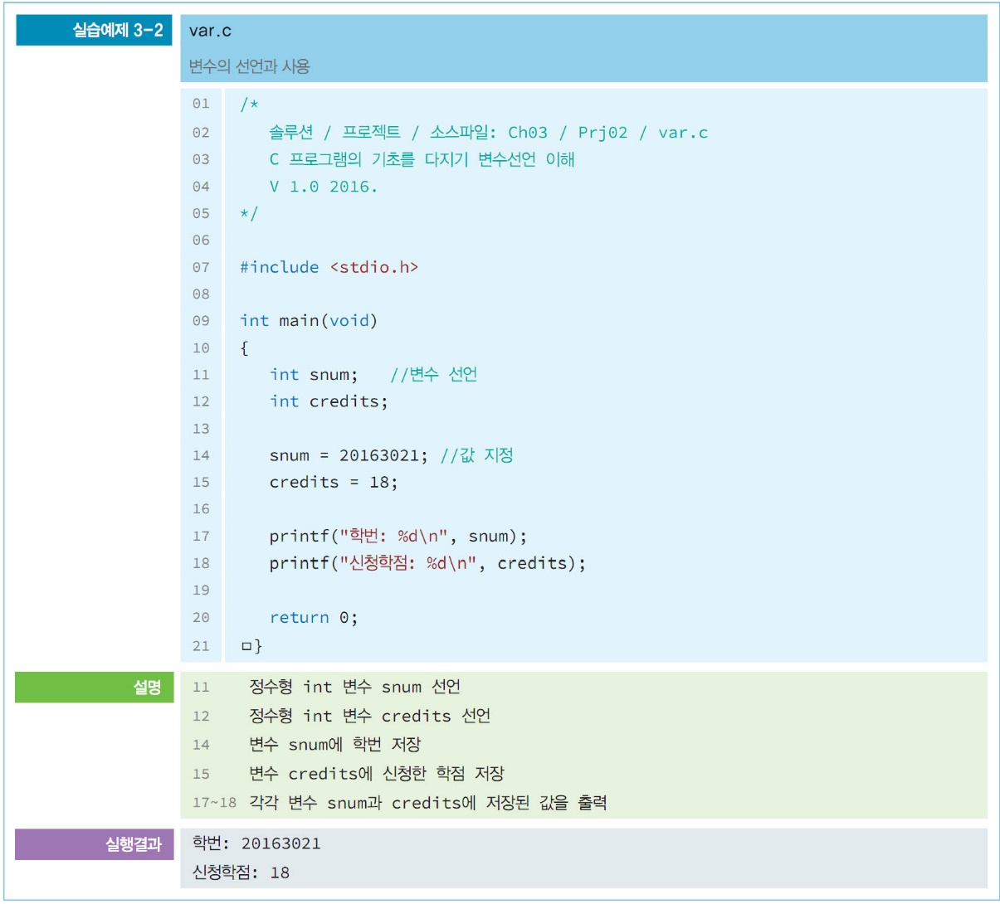 실습예제 3-2
var.c
변수의 선언과 사용
01 /*
02 솔루션 / 프로젝트 / 소스파일: Ch03 / Prj02 / var.c
03 C 프로그램의 기초를 다지기 변수선언 이해
04 V 1.0 2016.
05 */
06
07 #include <stdio.h>
08
09 int main(void)
10 {
11 int snum; //변수 선언
12 int credits;
13
14 snum = 20163021; //값 지정
15 credits = 18;
16
17 printf("학번: %d\n", snum);
18 printf("신청학점: %d\n", credits);
19
20 return 0;
21 ㅁ}
설명
11 정수형 int 변수 snum 선언
12 정수형 int 변수 credits 선언
14 변수 snum에 학번 저장
15 변수 credits에 신청한 학점 저장
17~18 각각 변수 snum과 credits에 저장된 값을 출력
실행결과
학번: 20163021
신청학점: 18